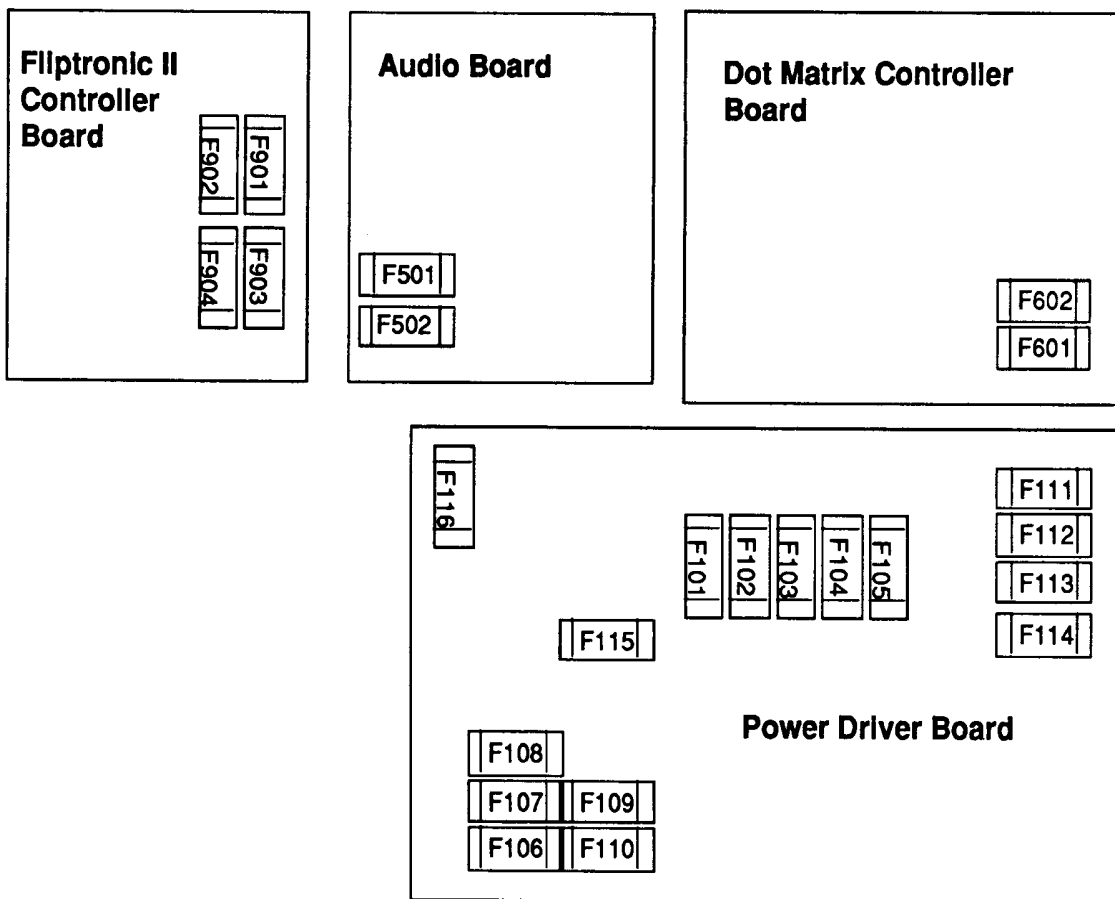 Fliptronic II
Controller
Board
F902
F901
F904
F903
Audio Board
F501
F502
Dot Matrix Controller
Board
F602
F601
F116
F101
F102
F103
F104
F105
F111
F112
F113
F114
F115
Power Driver Board
F108
F107
F109
F106
F110